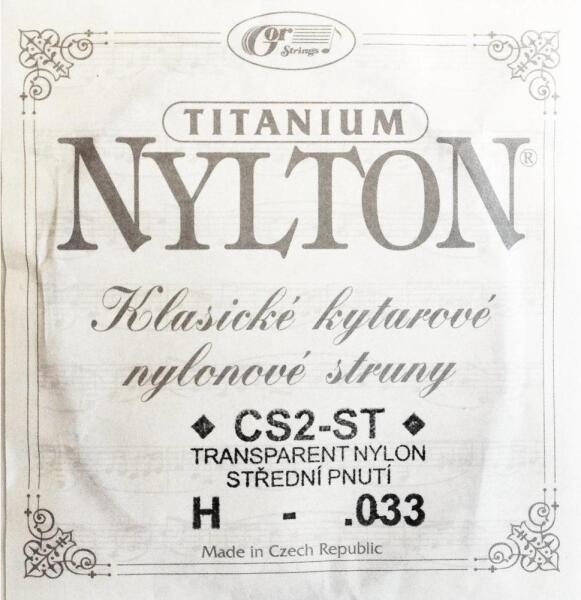 Gor
Strings
TITANIUM
NYLTON®
Klasické kytarové
nylonové struny
CS2-ST
TRANSPARENT NYLON
STŘEDNÍ PNUTÍ
H - .033
Made in Czech Republic